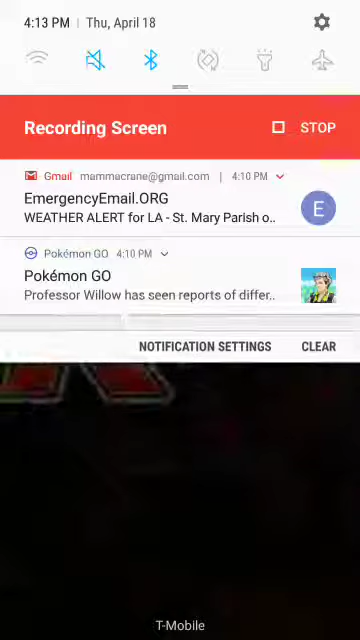 4:13 PM | Thu, April 18
Recording Screen STOP
Gmail mammacrane@gmail.com | 4:10 PM
EmergencyEmail.ORG
WEATHER ALERT for LA - St. Mary Parish o..
E
Pokémon GO 4:10 PM
Pokémon GO
Professor Willow has seen reports of differ..
NOTIFICATION SETTINGS CLEAR
T-Mobile